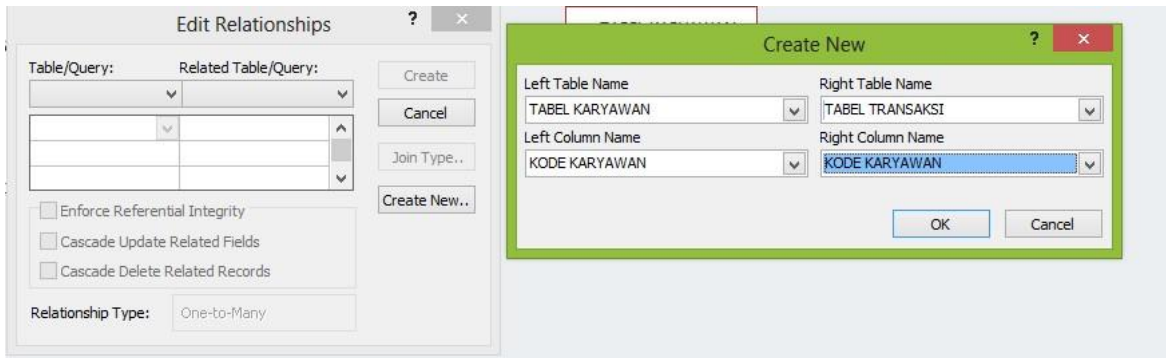 Edit Relationships
?
Table/Query:
Related Table/Query:
Create
Cancel
Join Type..
Create New..
Enforce Referential Integrity
Cascade Update Related Fields
Cascade Delete Related Records
Relationship Type:
One-to-Many
Create New
?
Left Table Name
Right Table Name
TABEL KARYAWAN
TABEL TRANSAKSI
Left Column Name
Right Column Name
KODE KARYAWAN
KODE KARYAWAN
OK
Cancel